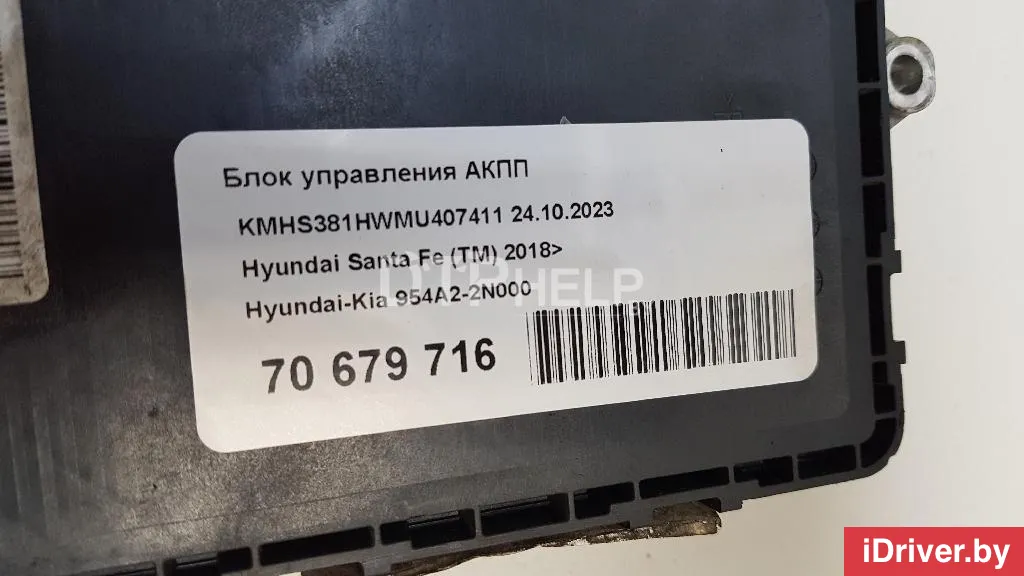 Блок управления АКПП
KMHS381HWMU407411 24.10.2023
Hyundai Santa Fe (TM) 2018>
Hyundai-Kia 954A2-2N000
HELP
70 679 716
iDriver.by